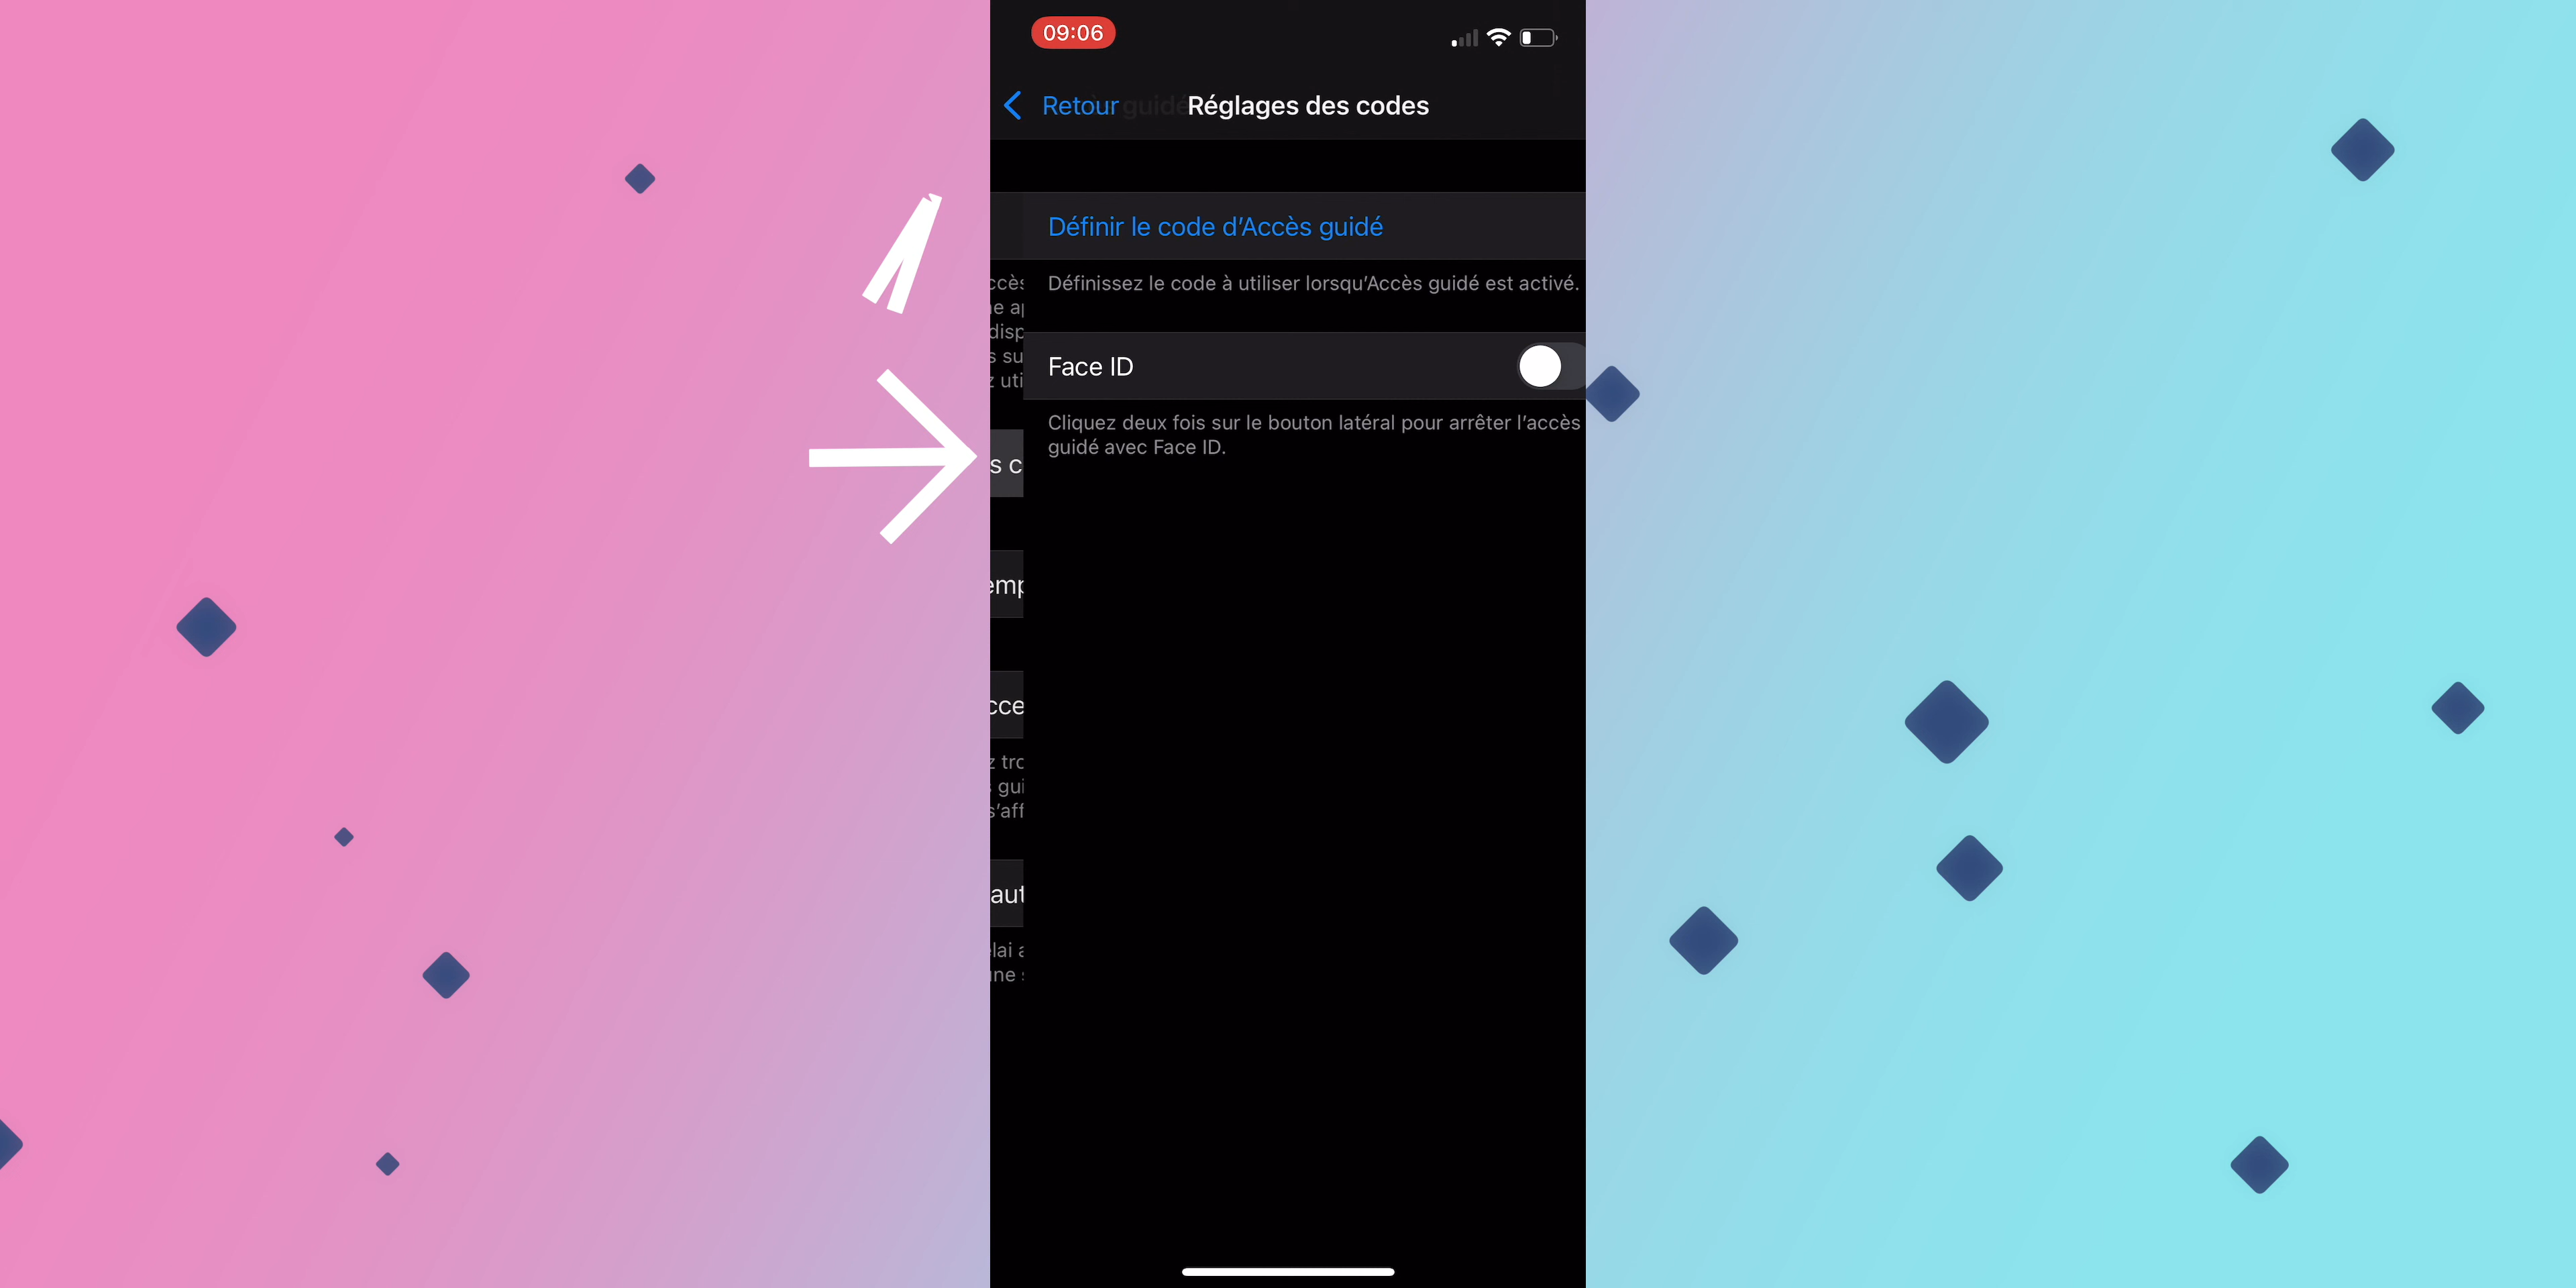 09:06
Retour
Réglages des codes
Définir le code d’Accès guidé
Définissez le code à utiliser lorsqu’Accès guidé est activé.
Face ID
Cliquez deux fois sur le bouton latéral pour arrêter l’accès
guidé avec Face ID.